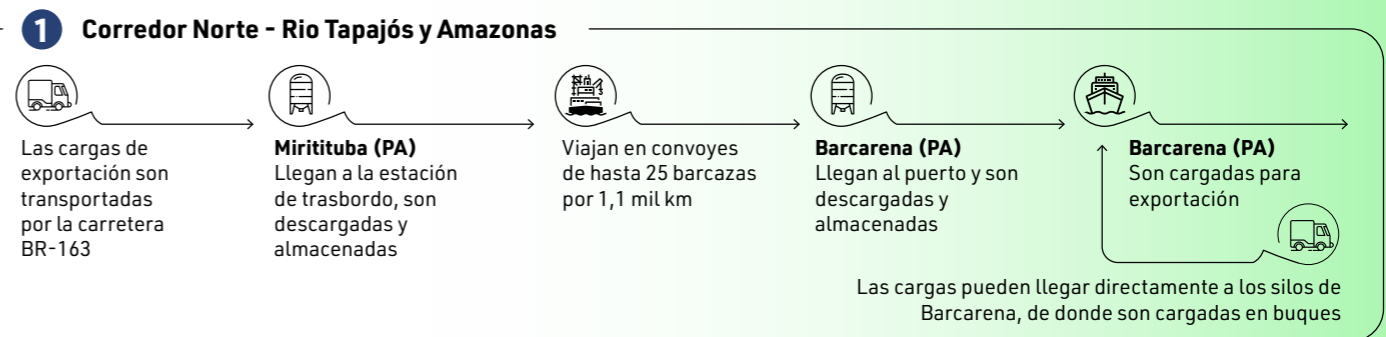 1 Corredor Norte - Rio Tapajós y Amazonas
Las cargas de
exportación son
transportadas
por la carretera
BR-163
Miritituba (PA)
Llegan a la estación
de trasbordo, son
descargadas y
almacenadas
Viajan en convoyes
de hasta 25 barcazas
por 1,1 mil km
Barcarena (PA)
Llegan al puerto y son
descargadas y
almacenadas
Barcarena (PA)
Son cargadas para
exportación
Las cargas pueden llegar directamente a los silos de
Barcarena, de donde son cargadas en buques